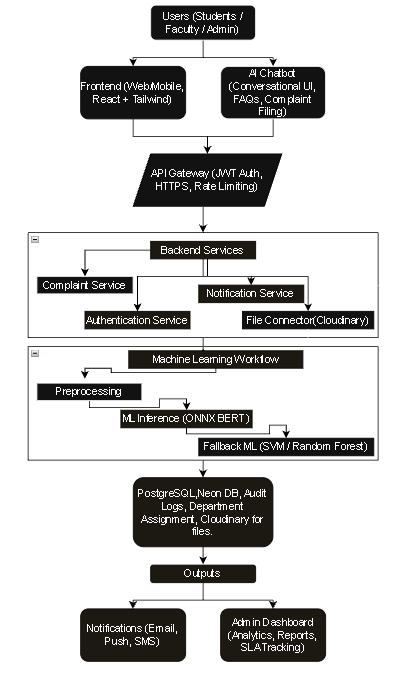 Users (Students /
Faculty / Admin)
Frontend (Web/Mobile,
React + Tailwind)
AI Chatbot
(Conversational UI,
FAQs, Complaint
Filing)
API Gateway (JWT Auth,
HTTPS, Rate Limiting)
Backend Services
Complaint Service
Notification Service
Authentication Service
File Connector(Cloudinary)
Machine Learning Workflow
Preprocessing
ML Inference (ONNX BERT)
Fallback ML (SVM / Random Forest)
PostgreSQL,Neon DB, Audit
Logs, Department
Assignment, Cloudinary for
files.
Outputs
Notifications (Email,
Push, SMS)
Admin Dashboard
(Analytics, Reports,
SLA Tracking)